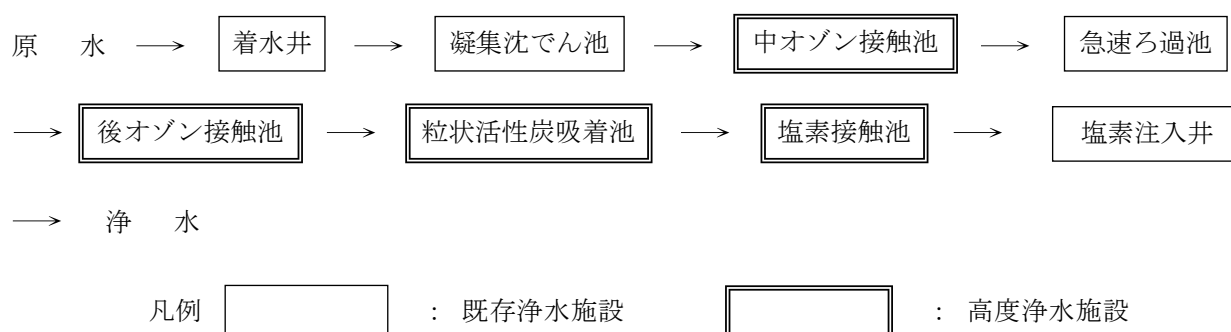 原 水 → 着水井 → 凝集沈でん池 → 中オゾン接触池 → 急速ろ過池
→ 後オゾン接触池 → 粒状活性炭吸着池 → 塩素接触池 → 塩素注入井
→ 浄 水
凡例 : 既存浄水施設 : 高度浄水施設